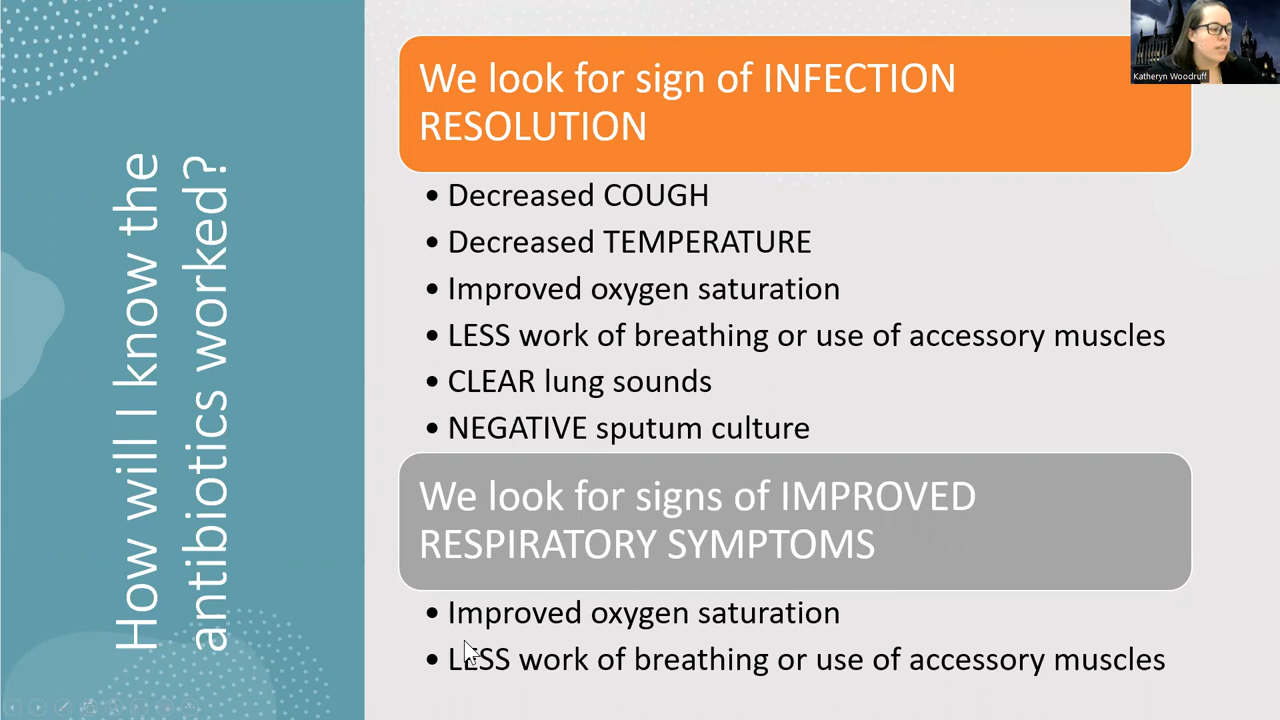 How will I know the
antibiotics worked?
We look for sign of INFECTION
RESOLUTION
• Decreased COUGH
• Decreased TEMPERATURE
• Improved oxygen saturation
• LESS work of breathing or use of accessory muscles
• CLEAR lung sounds
• NEGATIVE sputum culture
We look for signs of IMPROVED
RESPIRATORY SYMPTOMS
• Improved oxygen saturation
• LESS work of breathing or use of accessory muscles
Katheryn Woodruff